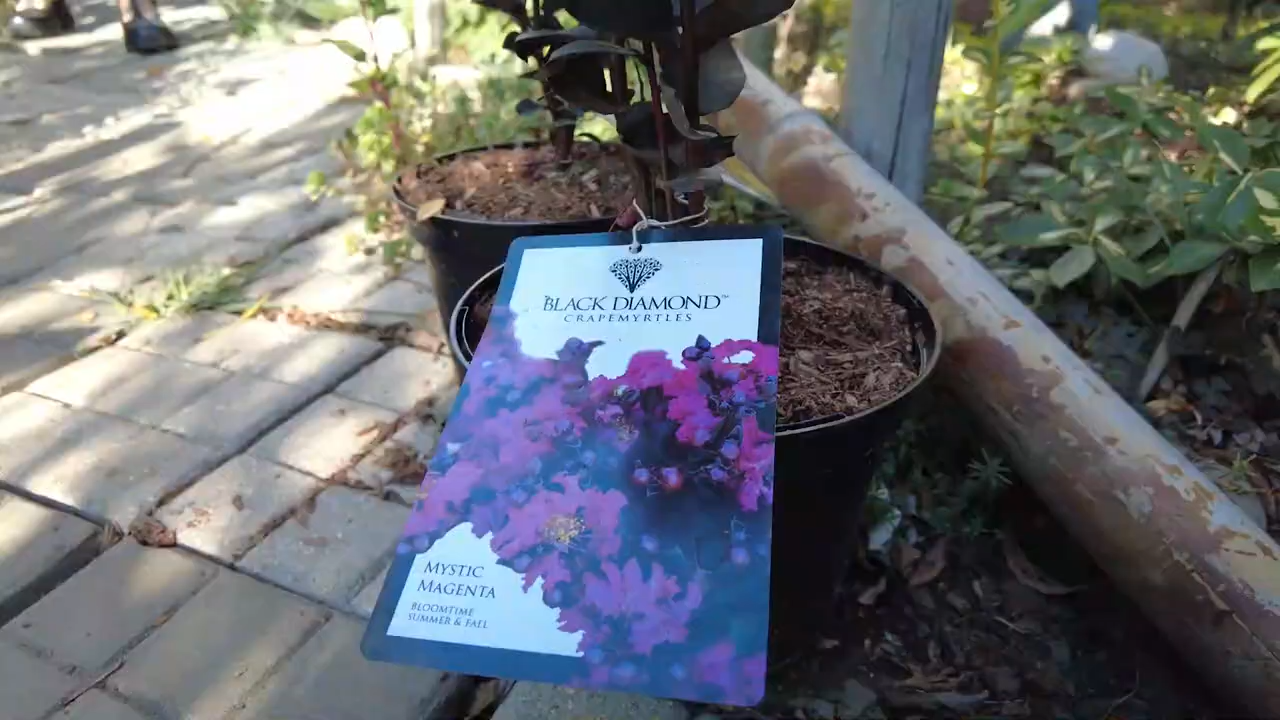 BLACK DIAMOND™
CRAPEMYRTLES
MYSTIC
MAGENTA
BLOOMTIME
SUMMER & FALL